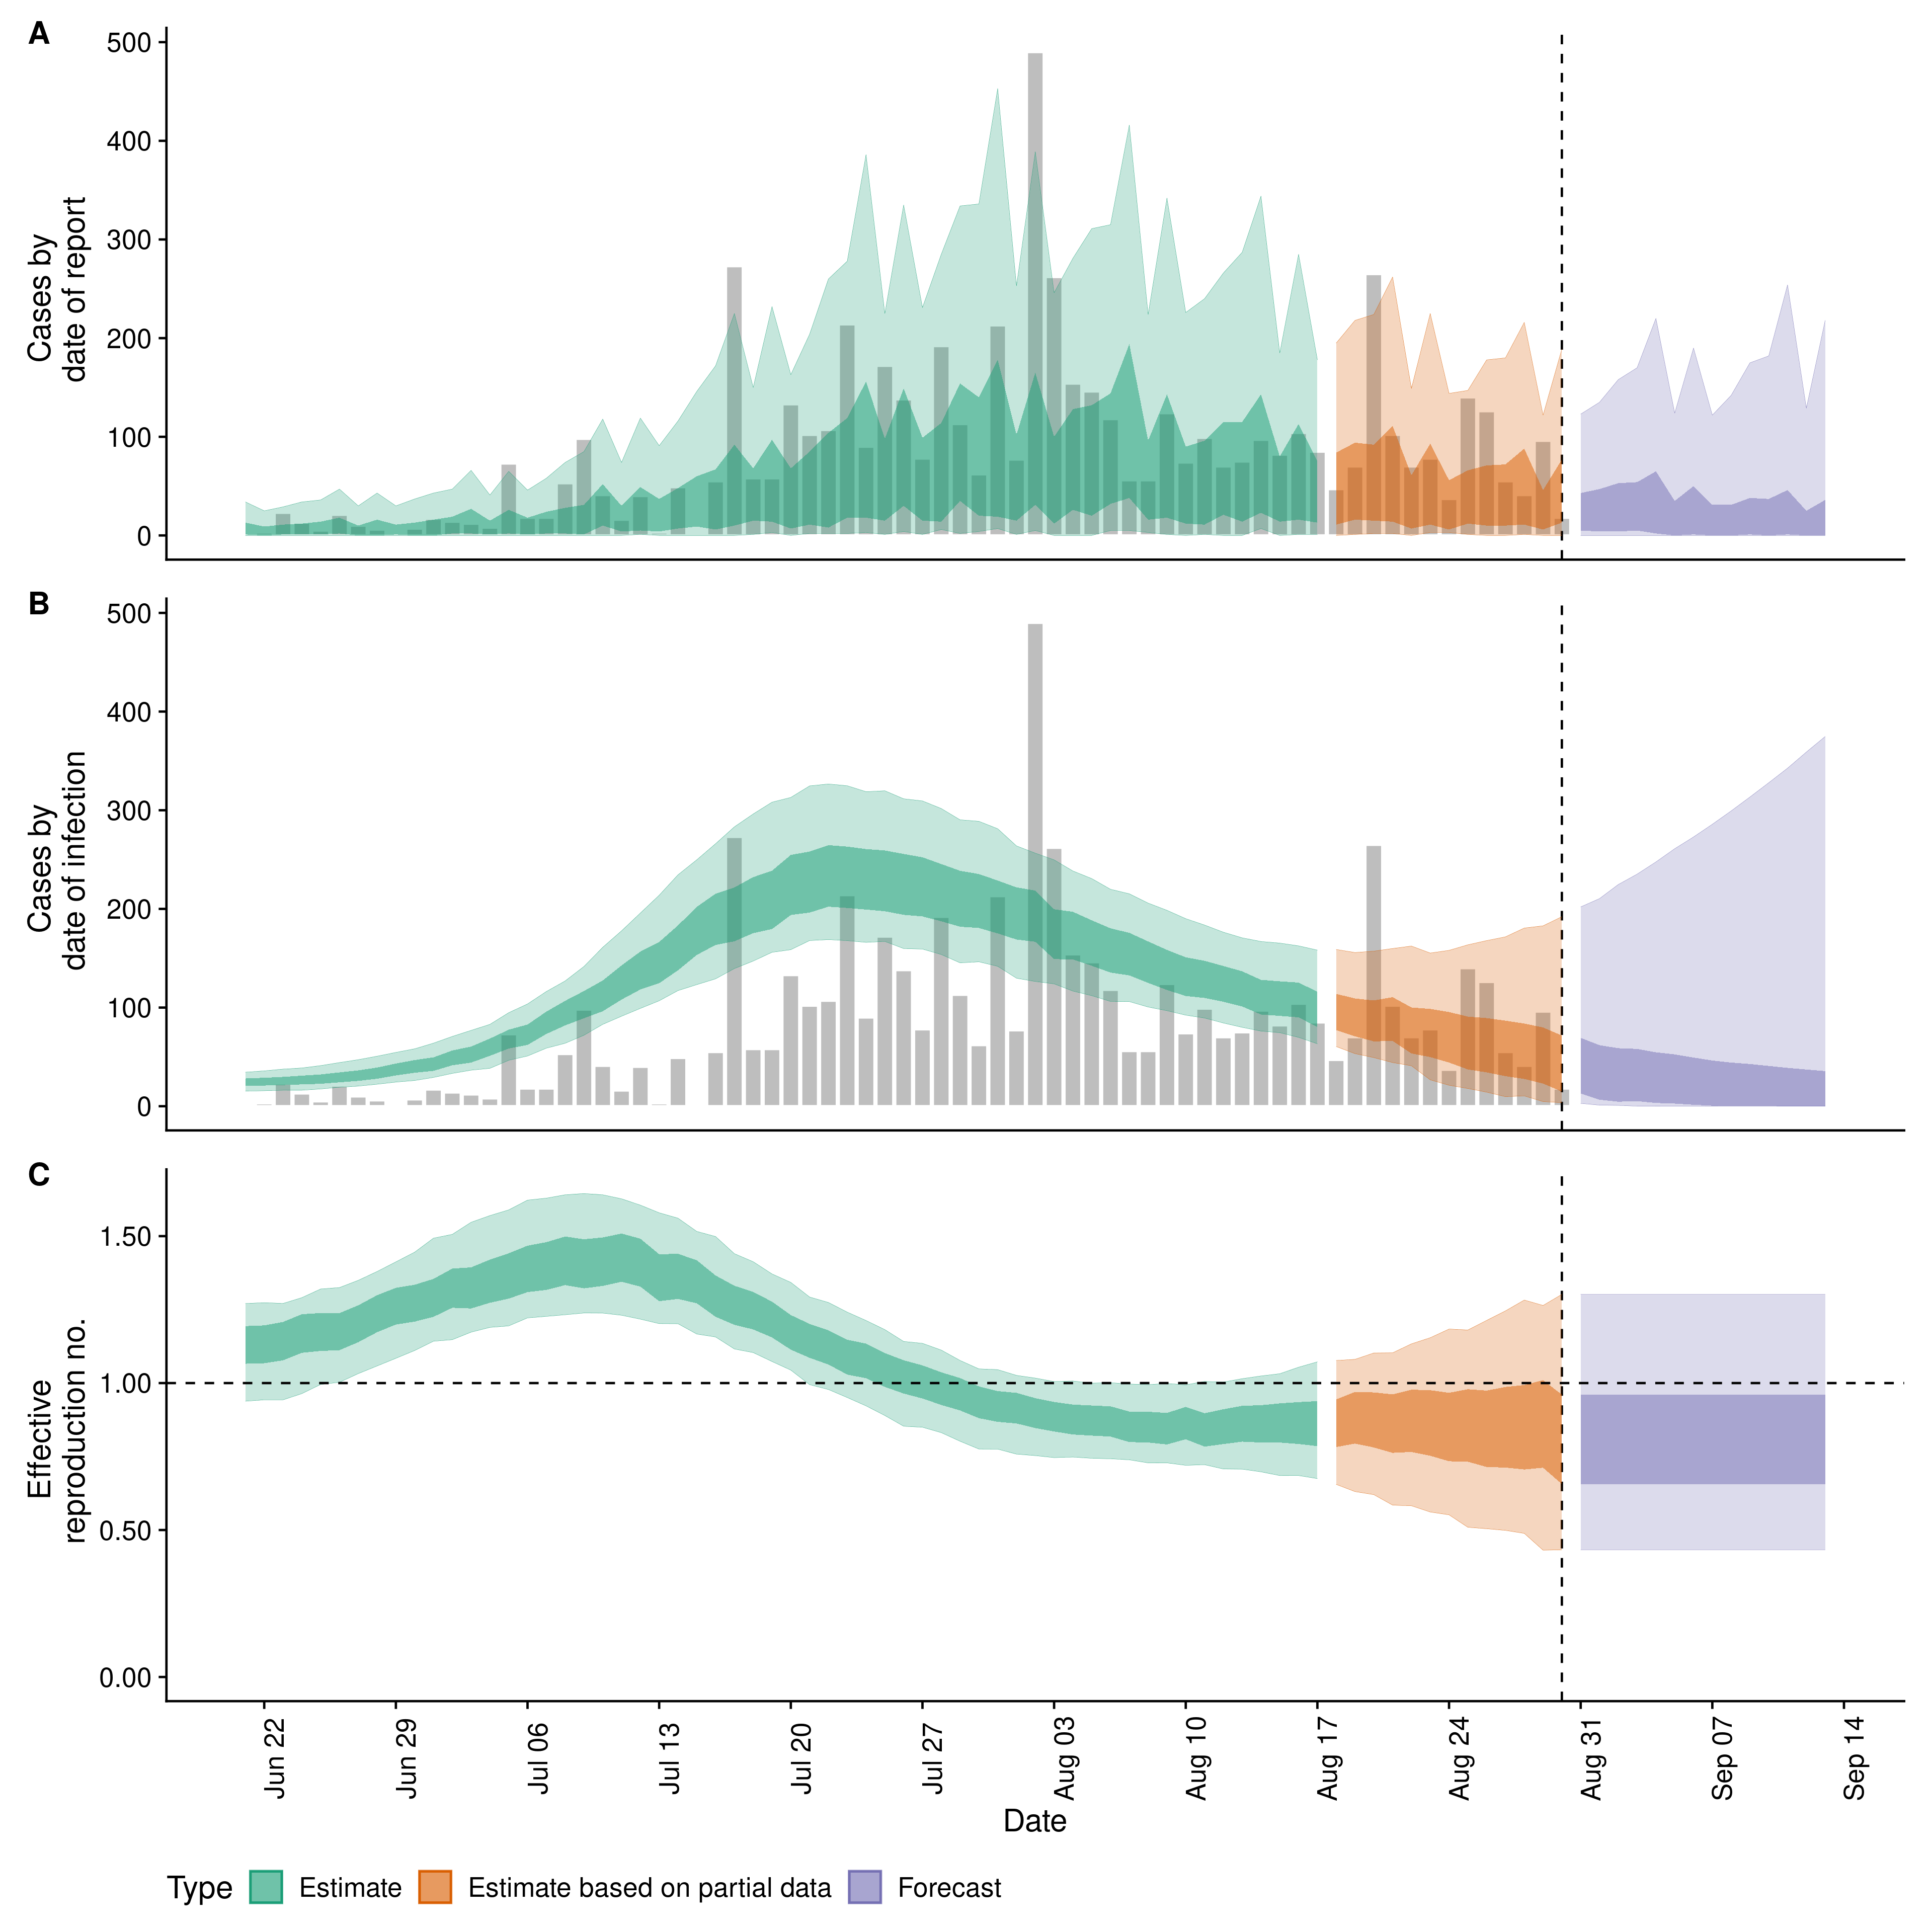 A
500
400
300
200
100
0
Cases by
date of report
B
500
400
300
200
100
0
Cases by
date of infection
C
1.50
1.00
0.50
0.00
Effective
reproduction no.
Jun 22
Jun 29
Jul 06
Jul 13
Jul 20
Jul 27
Aug 03
Aug 10
Aug 17
Aug 24
Aug 31
Sep 07
Sep 14
Date
Type Estimate Estimate based on partial data Forecast